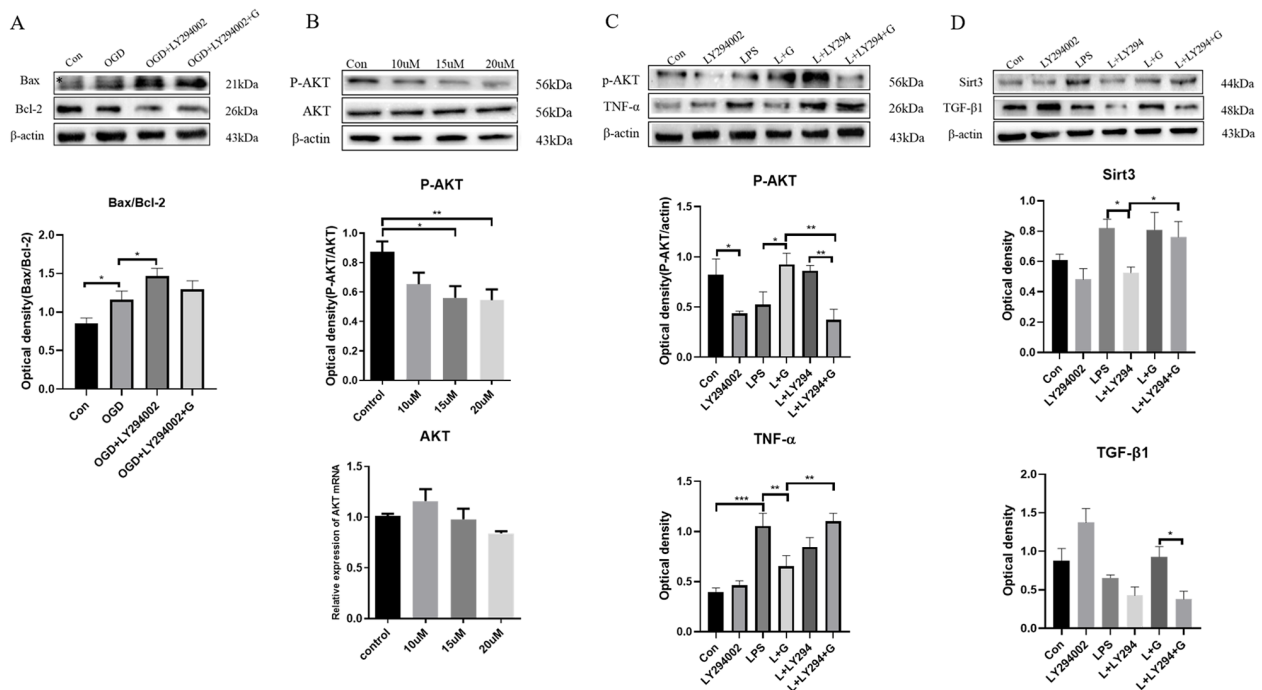 A
Con OGD OGD+LY294002 OGD+LY294002+G
Bax 21kDa
*
Bcl-2 26kDa
β-actin 43kDa
Bax/Bcl-2
Optical density(Bax/Bcl-2)
2.0
1.5
1.0
0.5
0.0
* *
Con OGD OGD+LY294002 OGD+LY294002+G
B
Con 10uM 15uM 20uM
P-AKT 56kDa
AKT 56kDa
β-actin 43kDa
P-AKT
Optical density(P-AKT/AKT)
1.0
0.8
0.6
0.4
0.2
0.0
**
*
Control 10uM 15uM 20uM
AKT
Relative expression of AKT mRNA
1.5
1.0
0.5
0.0
control 10uM 15uM 20uM
C
Con LY294002 LPS L+G L+LY294 L+LY294+G
p-AKT 56kDa
TNF-α 26kDa
β-actin 43kDa
P-AKT
Optical density(P-AKT/actin)
1.5
1.0
0.5
0.0
* * ** **
Con LY294002 LPS L+G L+LY294 L+LY294+G
TNF-α
Optical density
1.5
1.0
0.5
0.0
*** ** **
Con LY294002 LPS L+G L+LY294 L+LY294+G
D
Con LY294002 LPS L+LY294 L+G L+LY294+G
Sirt3 44kDa
TGF-β1 48kDa
β-actin 43kDa
Sirt3
Optical density
1.0
0.8
0.6
0.4
0.2
0.0
* *
Con LY294002 LPS L+LY294 L+G L+LY294+G
TGF-β1
Optical density
2.0
1.5
1.0
0.5
0.0
*
Con LY294002 LPS L+LY294 L+G L+LY294+G